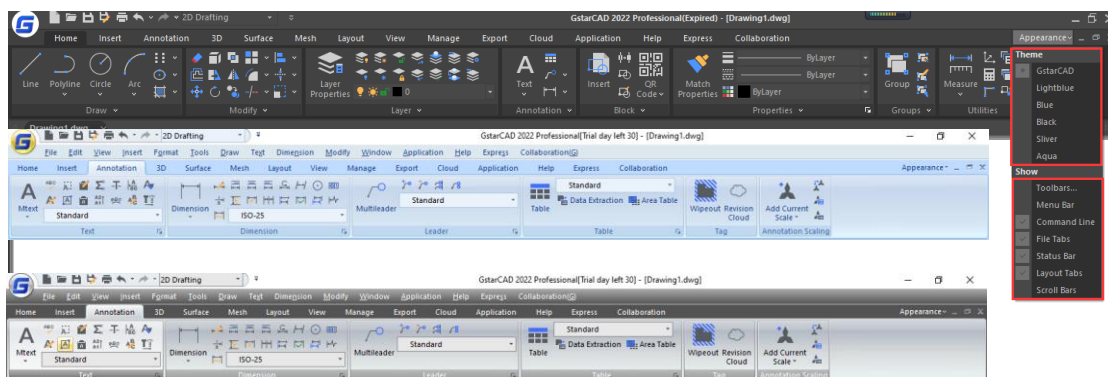 2D Drafting
GstarCAD 2022 Professional(Expired) - [Drawing1.dwg]
Home Insert Annotation 3D Surface Mesh Layout View Manage Export Cloud Application Help Express Collaboration Appearance
Line Polyline Circle Arc Layer Properties 0 Text Insert QR Code Match Properties ByLayer ByLayer ByLayer Group Measure
Draw Modify Layer Annotation Block Properties Groups Utilities
Theme
GstarCAD
Lightblue
Blue
Black
Sliver
Aqua
Show
Toolbars...
Menu Bar
Command Line
File Tabs
Status Bar
Layout Tabs
Scroll Bars
Drawing1.dwg
2D Drafting GstarCAD 2022 Professional[Trial day left 30] - [Drawing1.dwg]
File Edit View Insert Format Tools Draw Text Dimension Modify Window Application Help Express Collaboration(G)
Home Insert Annotation 3D Surface Mesh Layout View Manage Export Cloud Application Help Express Collaboration Appearance
Mtext Standard Dimension ISO-25 Multileader Standard Table Standard Data Extraction Area Table Wipeout Revision Cloud Add Current Scale
Text Dimension Leader Table Tag Annotation Scaling
2D Drafting GstarCAD 2022 Professional[Trial day left 30] - [Drawing1.dwg]
File Edit View Insert Format Tools Draw Text Dimension Modify Window Application Help Express Collaboration(G)
Home Insert Annotation 3D Surface Mesh Layout View Manage Export Cloud Application Help Express Collaboration Appearance
Mtext Standard Dimension ISO-25 Multileader Standard Table Standard Data Extraction Area Table Wipeout Revision Cloud Add Current Scale
Text Dimension Leader Table Tag Annotation Scaling